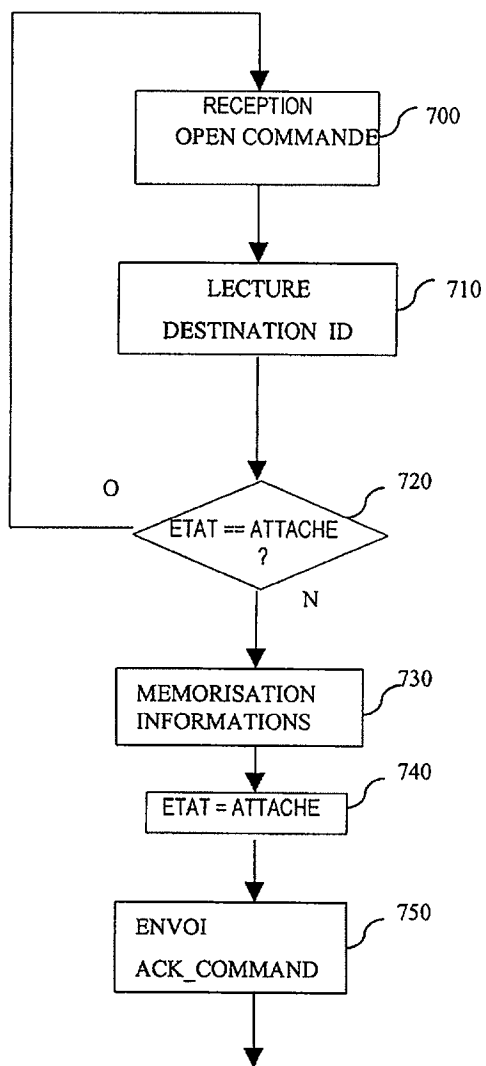 RECEPTION
OPEN COMMANDE
700
LECTURE
DESTINATION ID
710
O
720
ETAT == ATTACHE
?
N
730
MEMORISATION
INFORMATIONS
740
ETAT = ATTACHE
750
ENVOI
ACK_COMMAND